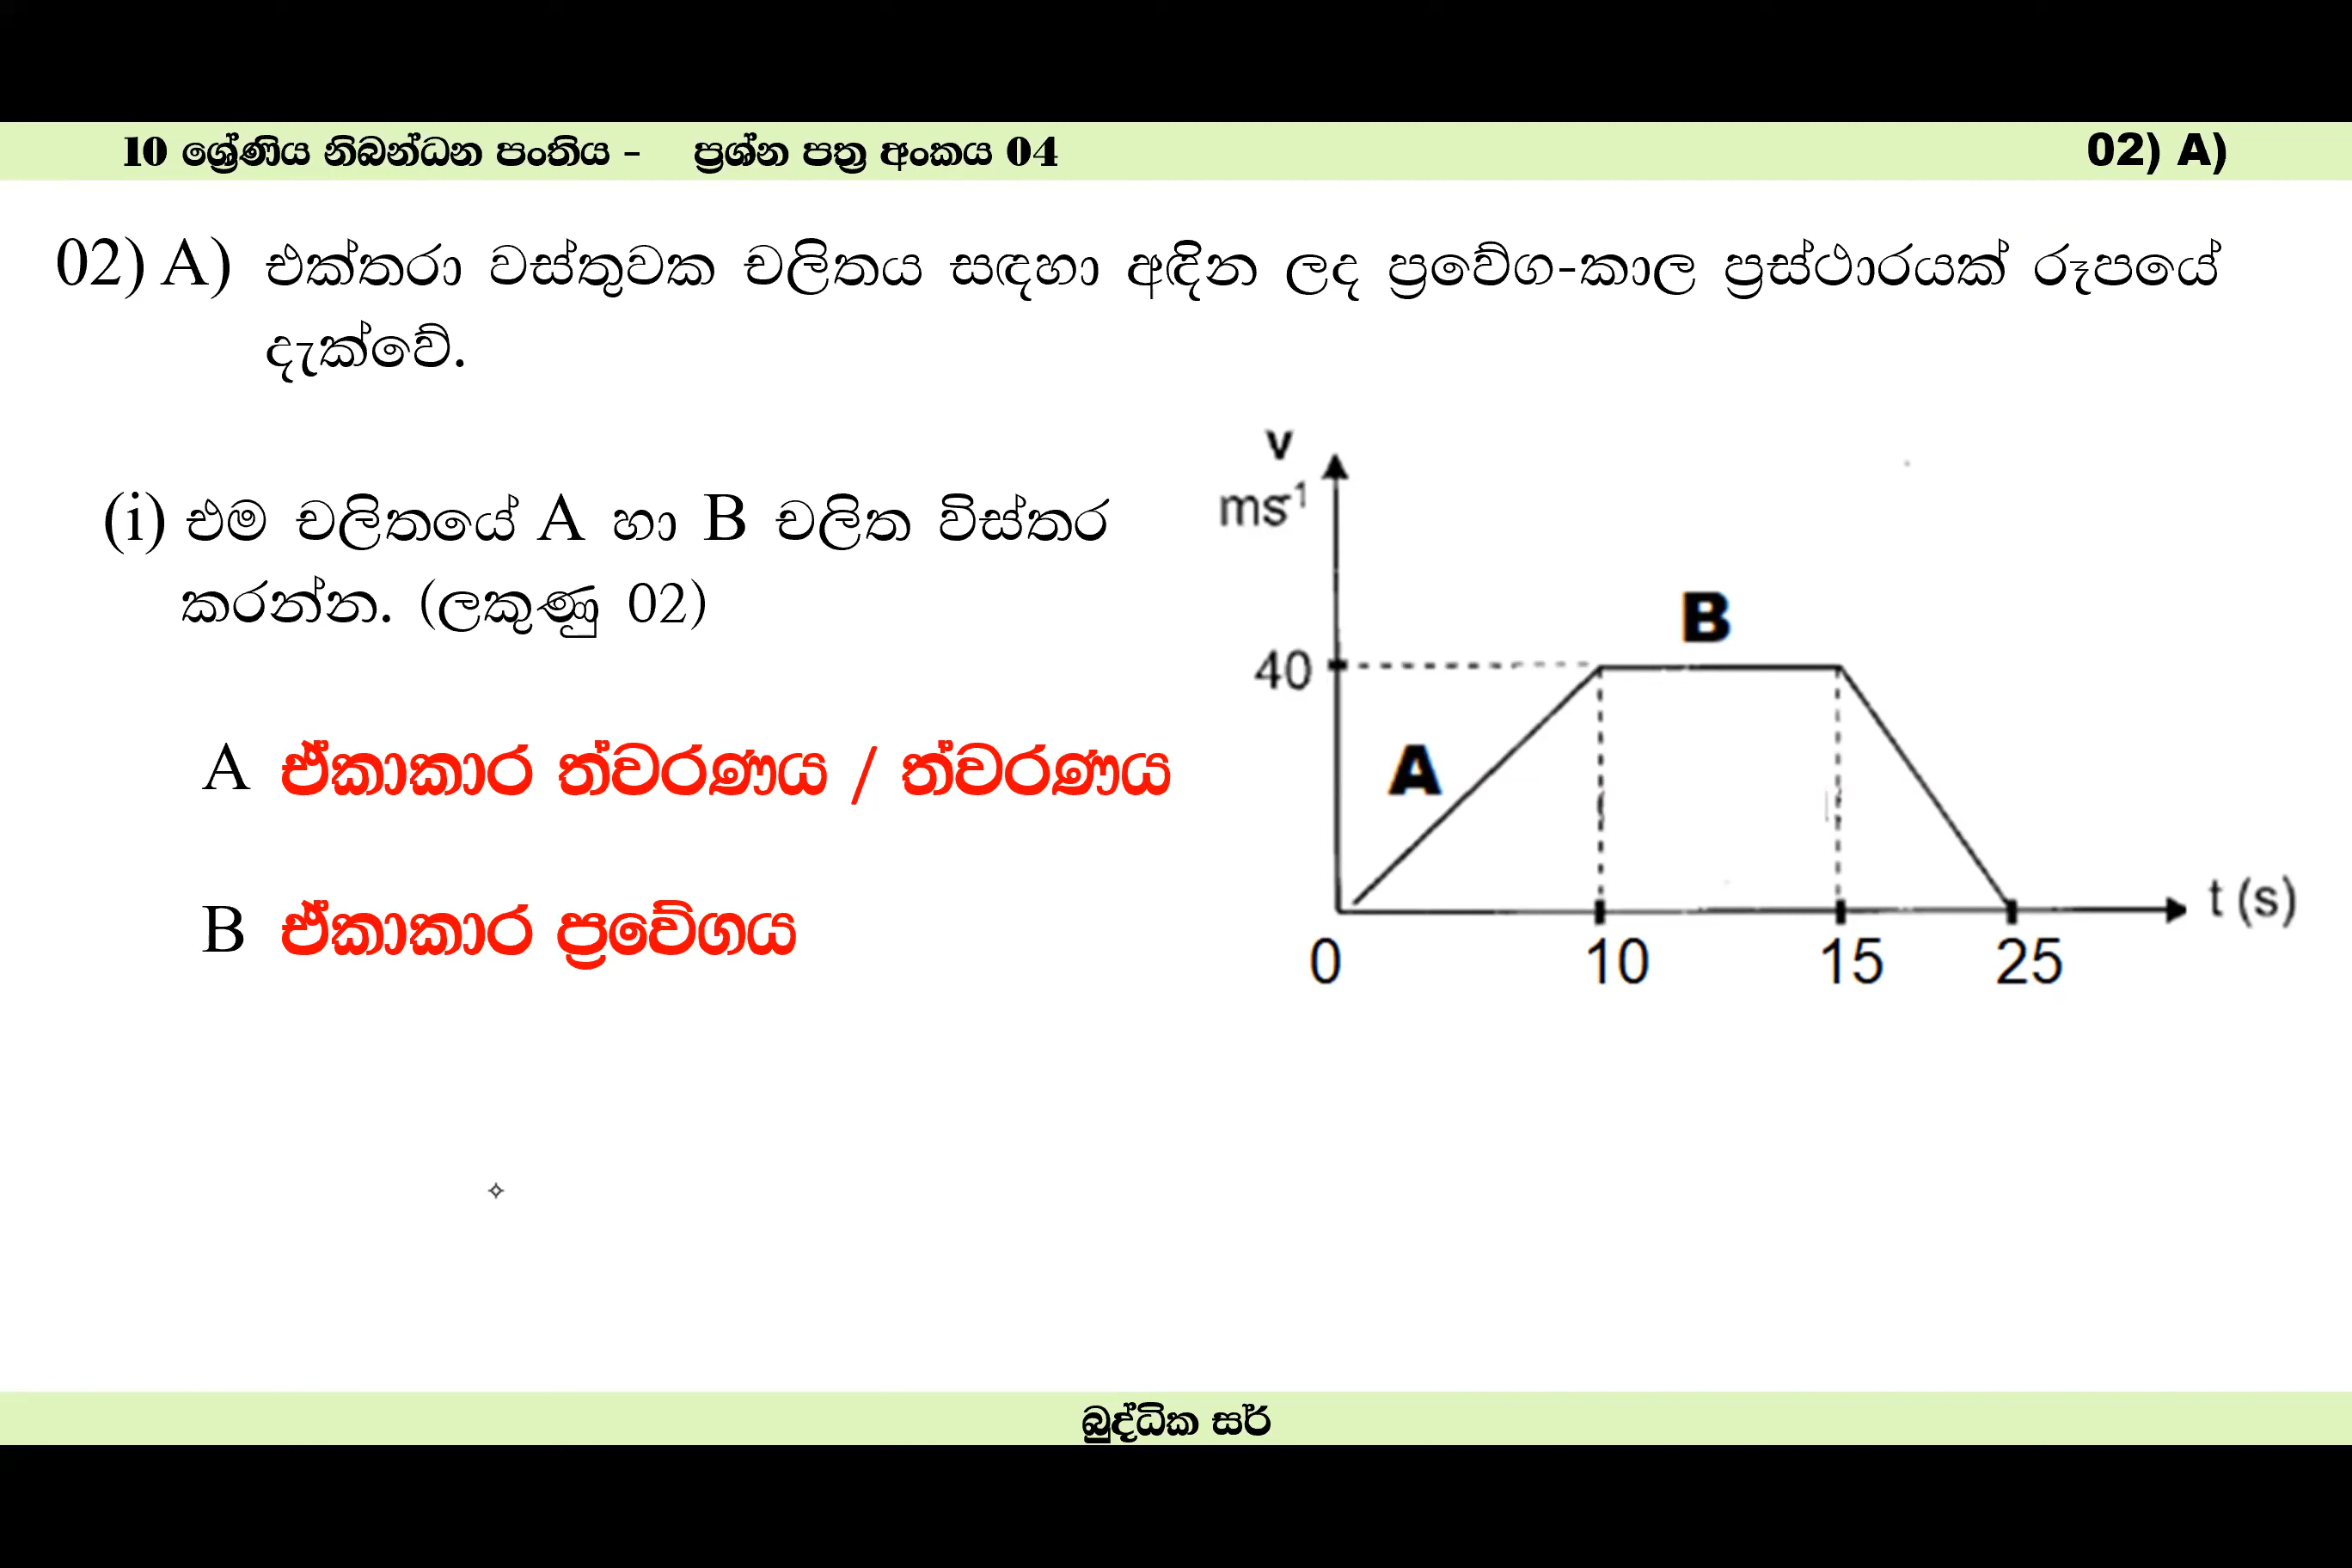 10 ශ්‍රේණිය නිබන්ධන පංතිය - ප්‍රශ්න පත්‍ර අංකය 04 02) A)
02) A) එක්තරා වස්තුවක චලිතය සඳහා අඳින ලද ප්‍රවේග-කාල ප්‍රස්ථාරයක් රූපයේ
දැක්වේ.
(i) එම චලිතයේ A හා B චලිත විස්තර
කරන්න. (ලකුණු 02)
A ඒකාකාර ත්වරණය / ත්වරණය
B ඒකාකාර ප්‍රවේගය
v
ms-1
B
40
A
t (s)
0 10 15 25
බුද්ධික සර්